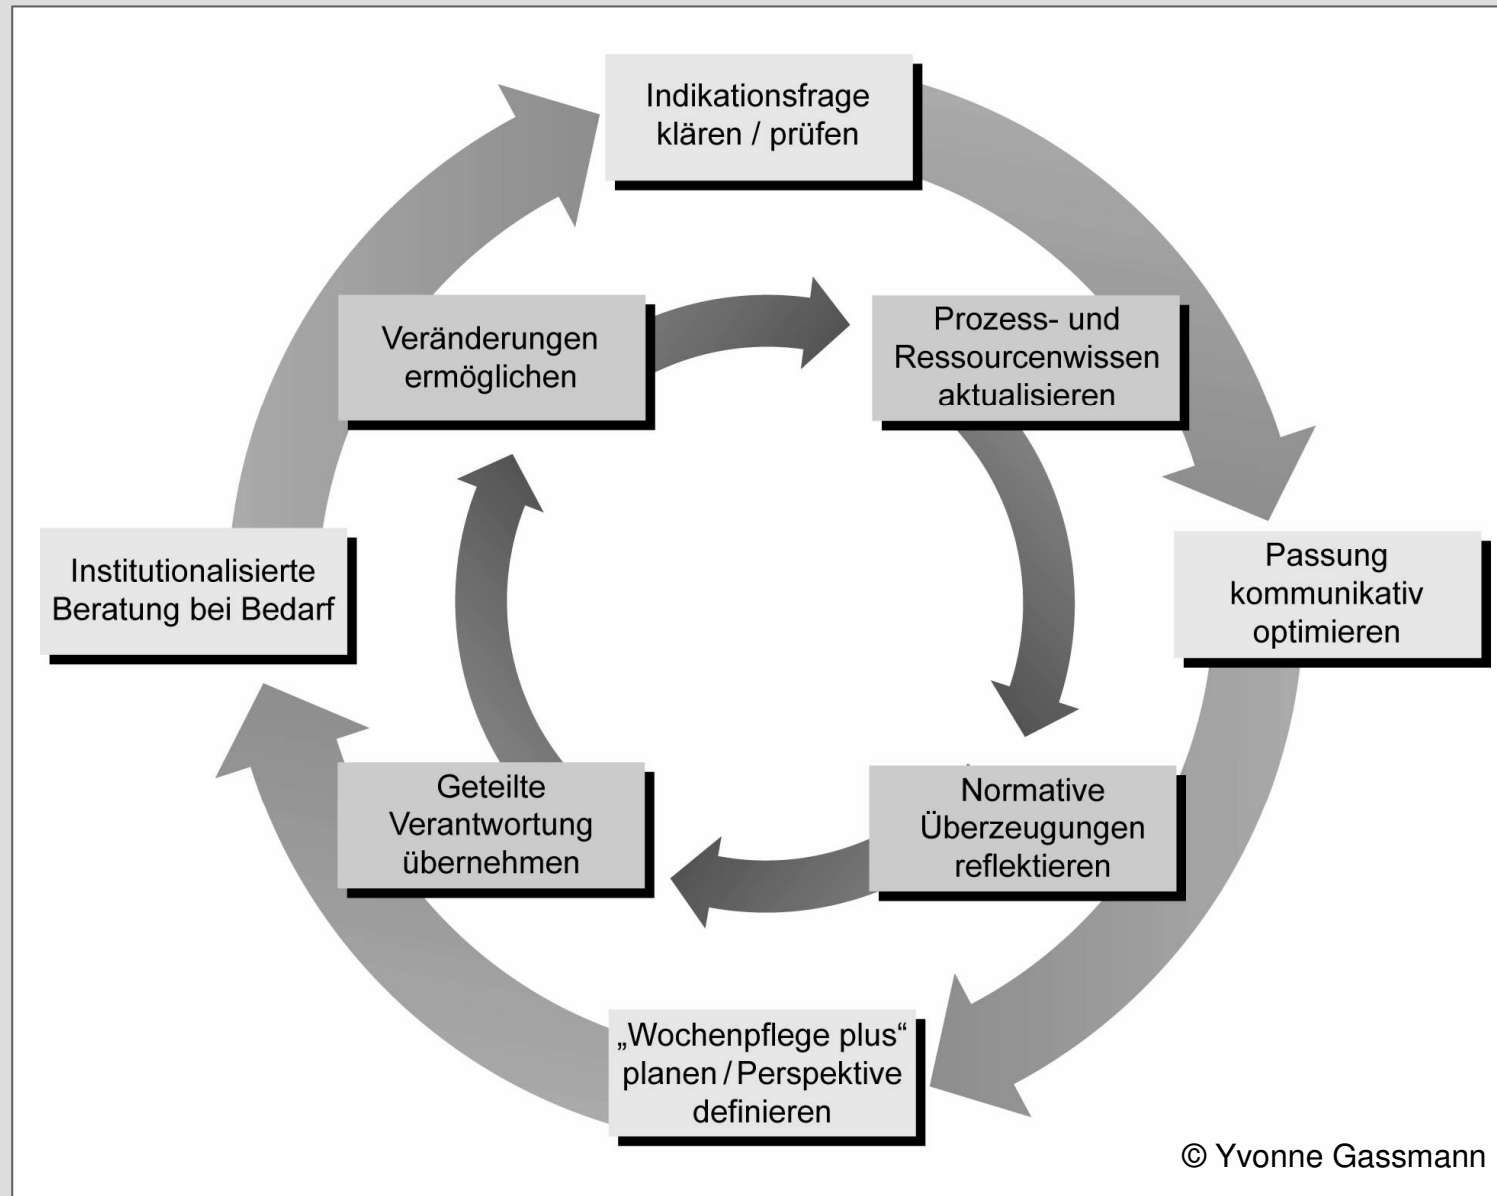 Indikationsfrage
klären / prüfen
Veränderungen
ermöglichen
Prozess- und
Ressourcenwissen
aktualisieren
Institutionalisierte
Beratung bei Bedarf
Passung
kommunikativ
optimieren
Geteilte
Verantwortung
übernehmen
Normative
Überzeugungen
reflektieren
„Wochenpflege plus“
planen / Perspektive
definieren
© Yvonne Gassmann